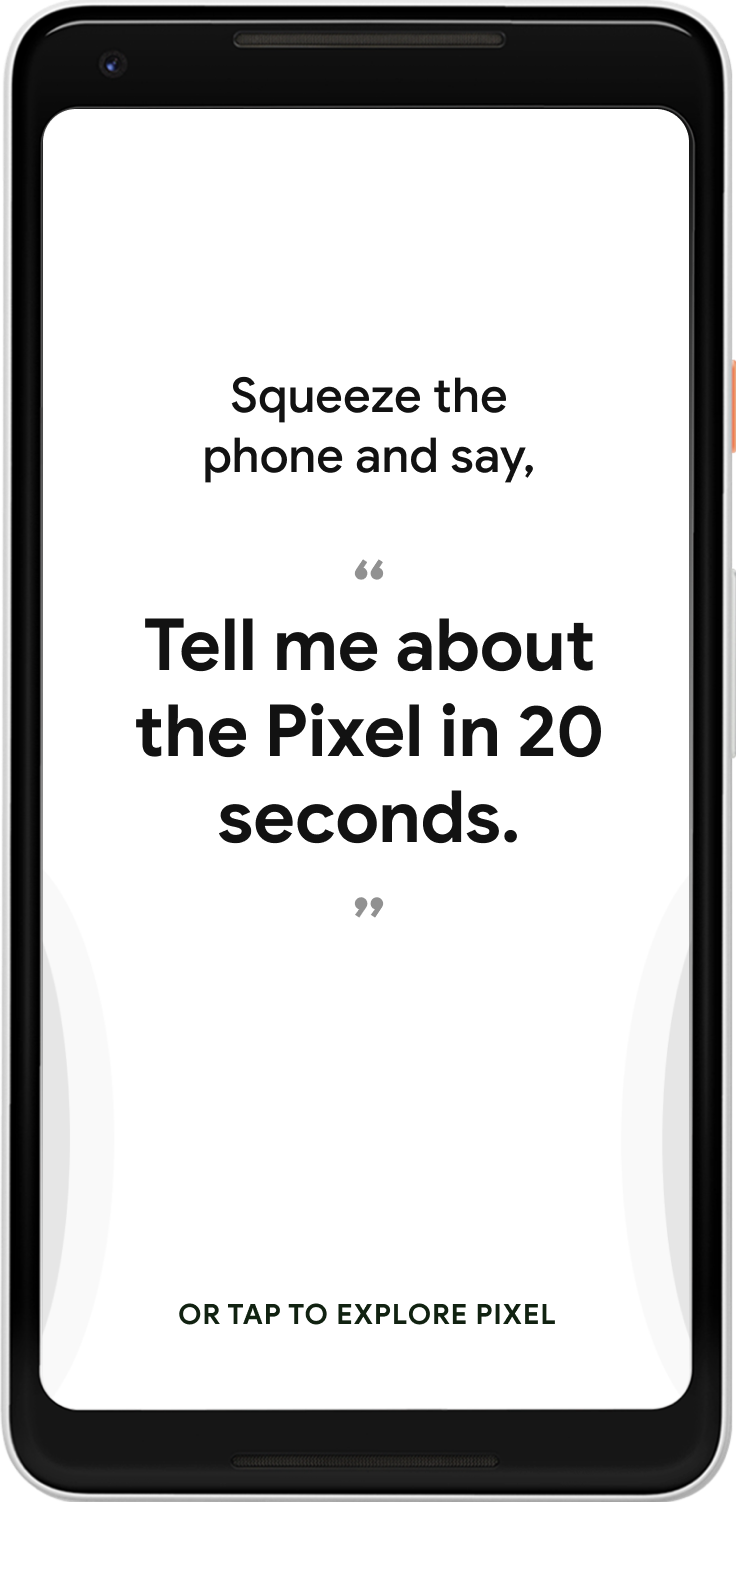 Squeeze the
phone and say,
“
Tell me about
the Pixel in 20
seconds.
”
OR TAP TO EXPLORE PIXEL